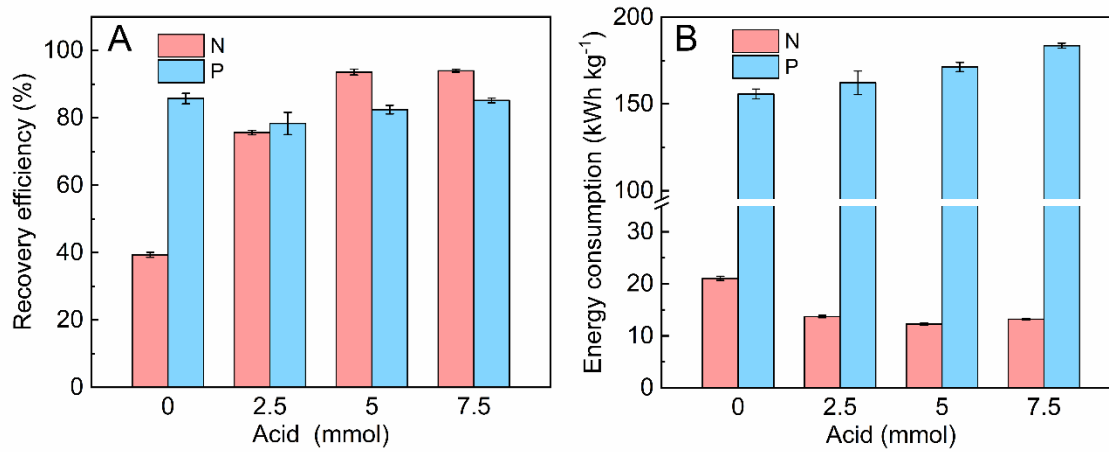 A
N
P
Recovery efficiency (%)
100
80
60
40
20
0
0 2.5 5 7.5
Acid (mmol)
B
N
P
Energy consumption (kWh kg⁻¹)
200
150
100
30
20
10
0
0 2.5 5 7.5
Acid (mmol)